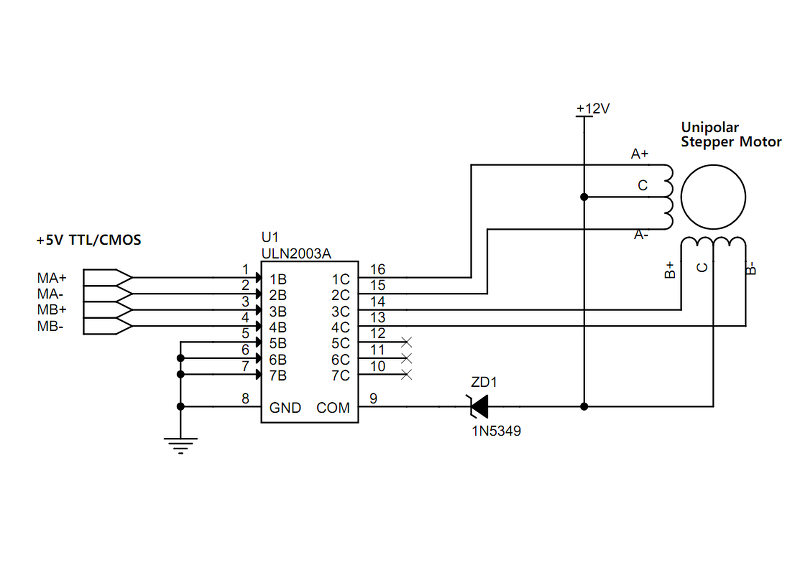 +12V
Unipolar
Stepper Motor
A+
C
A-
B+
C
B-
+5V TTL/CMOS
U1
ULN2003A
MA+
MA-
MB+
MB-
1
2
3
4
5
6
7
8
1B
2B
3B
4B
5B
6B
7B
GND
1C
2C
3C
4C
5C
6C
7C
COM
16
15
14
13
12
11
10
9
ZD1
1N5349